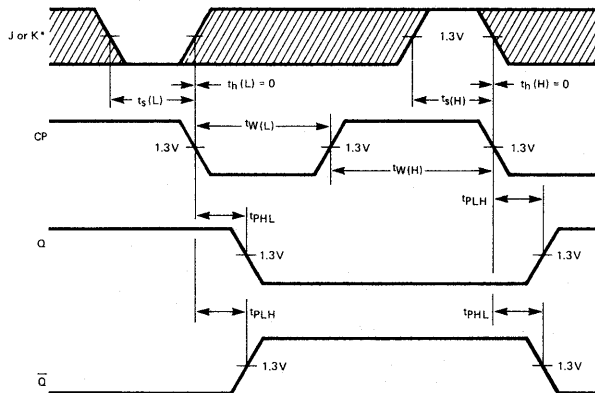 J or K*
1.3V
th(L) = 0
th(H) = 0
ts(L)
ts(H)
CP
tW(L)
1.3V
1.3V
1.3V
tW(H)
tPHL
tPLH
Q
1.3V
1.3V
tPLH
tPHL
Q
1.3V
1.3V